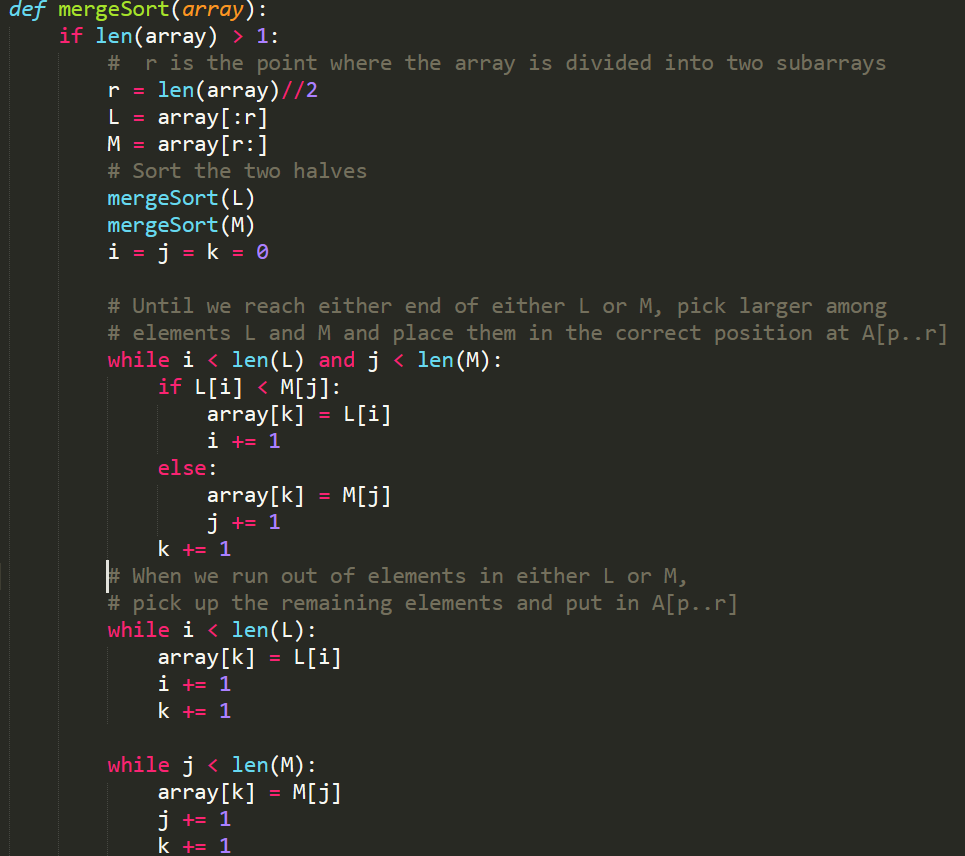 def mergeSort(array):
    if len(array) > 1:
        #  r is the point where the array is divided into two subarrays
        r = len(array)//2
        L = array[:r]
        M = array[r:]
        # Sort the two halves
        mergeSort(L)
        mergeSort(M)
        i = j = k = 0

        # Until we reach either end of either L or M, pick larger among
        # elements L and M and place them in the correct position at A[p..r]
        while i < len(L) and j < len(M):
            if L[i] < M[j]:
                array[k] = L[i]
                i += 1
            else:
                array[k] = M[j]
                j += 1
            k += 1
        # When we run out of elements in either L or M,
        # pick up the remaining elements and put in A[p..r]
        while i < len(L):
            array[k] = L[i]
            i += 1
            k += 1

        while j < len(M):
            array[k] = M[j]
            j += 1
            k += 1